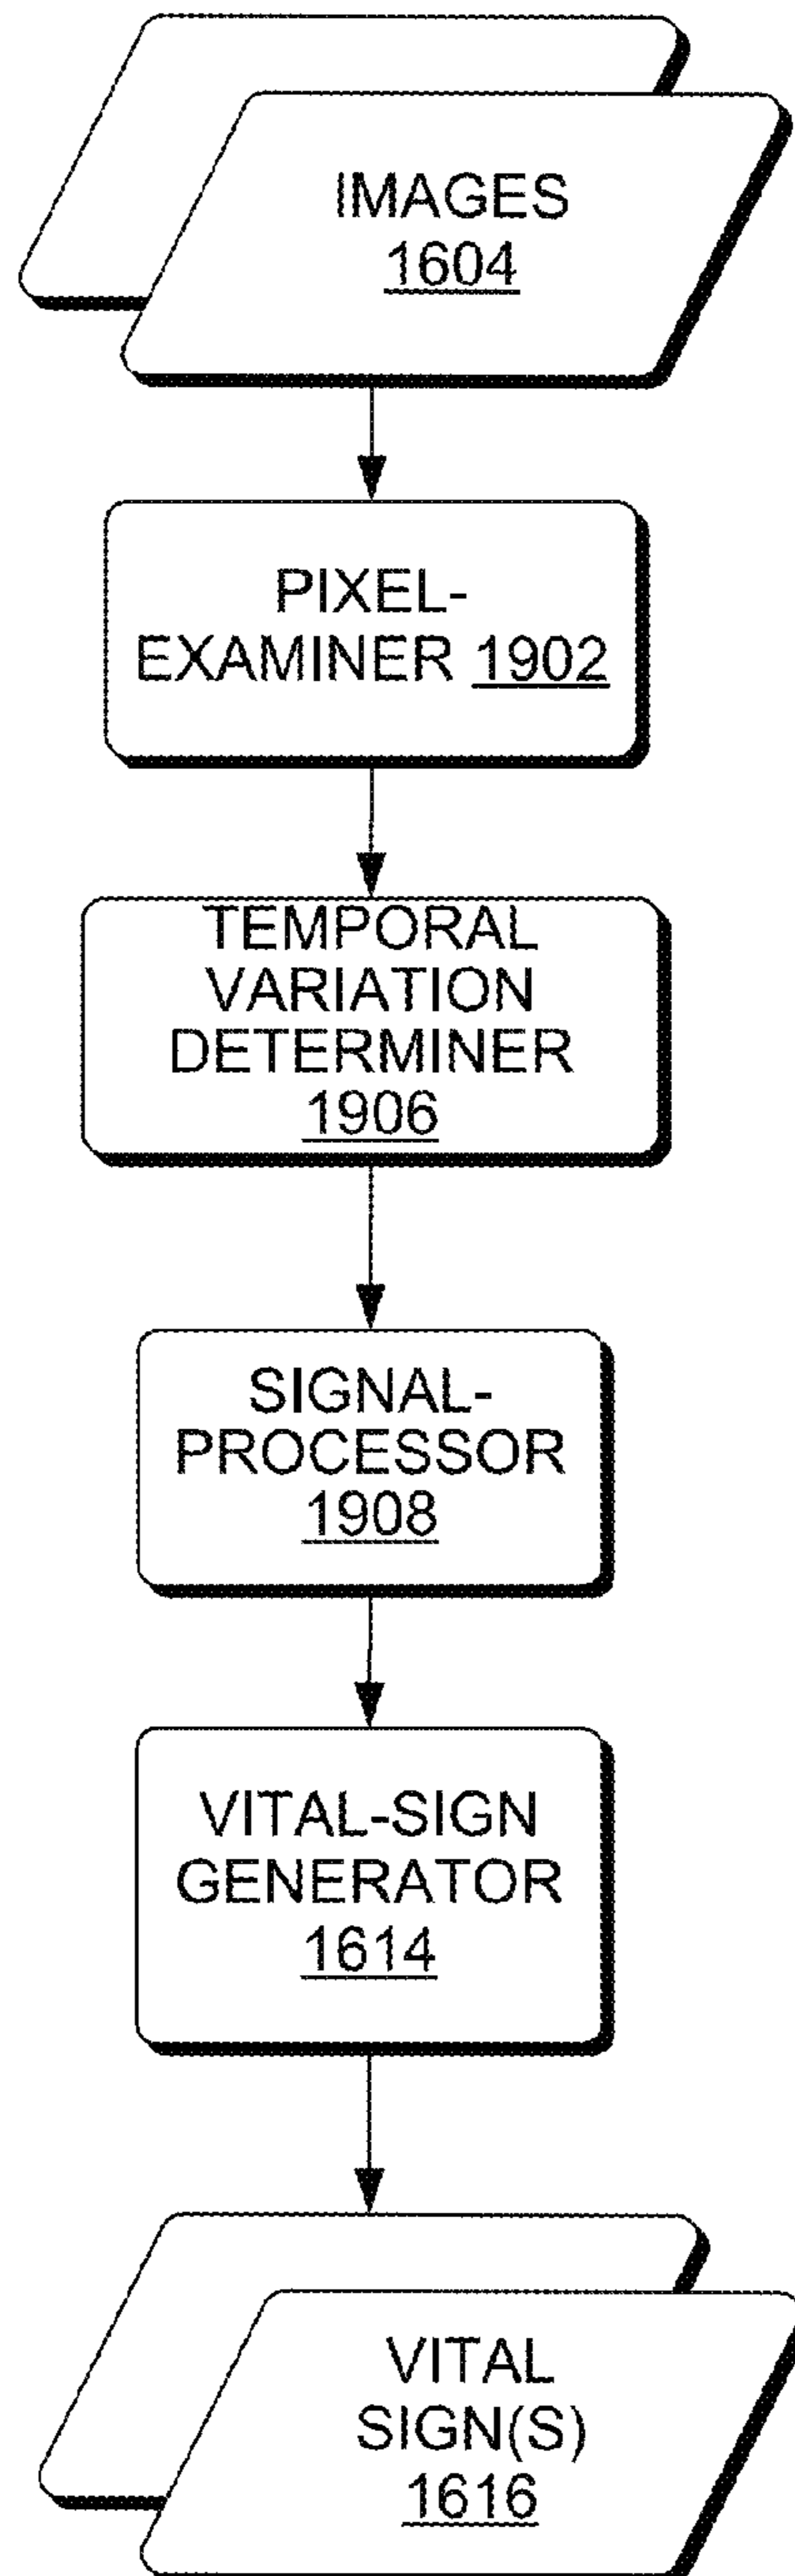 IMAGES
1604
PIXEL-
EXAMINER 1902
TEMPORAL
VARIATION
DETERMINER
1906
SIGNAL-
PROCESSOR
1908
VITAL-SIGN
GENERATOR
1614
VITAL
SIGN(S)
1616